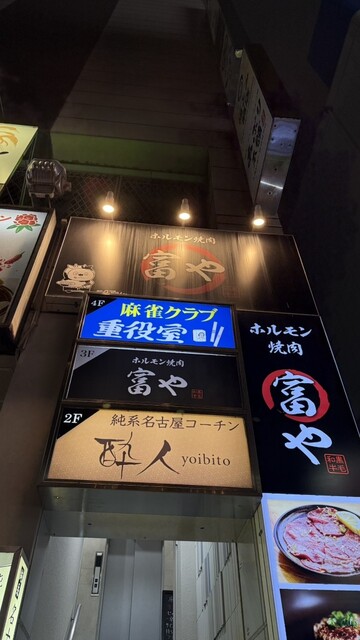 ホルモン焼肉
富や
4F
麻雀クラブ
重役室
3F
ホルモン焼肉
富や
2F
純系名古屋コーチン
酔人 yoibito
ホルモン
焼肉
富や